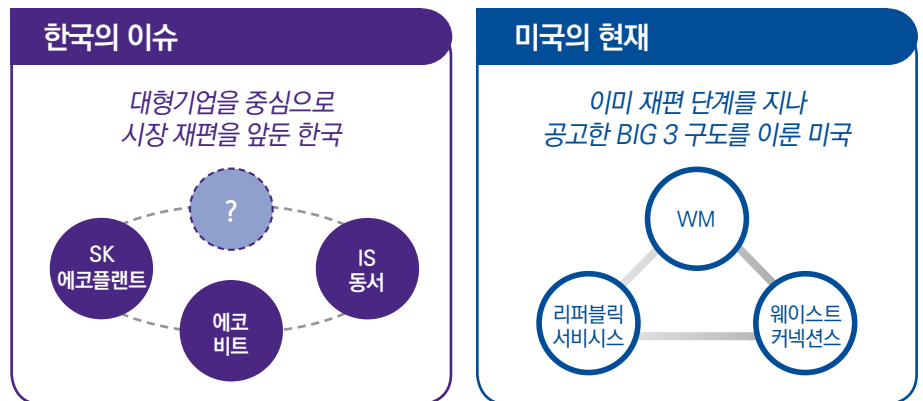 한국의 이슈
대형기업을 중심으로
시장 재편을 앞둔 한국
?
SK
에코플랜트
IS
동서
에코
비트
미국의 현재
이미 재편 단계를 지나
공고한 BIG 3 구도를 이룬 미국
WM
리퍼블릭
서비시스
웨이스트
커넥션스